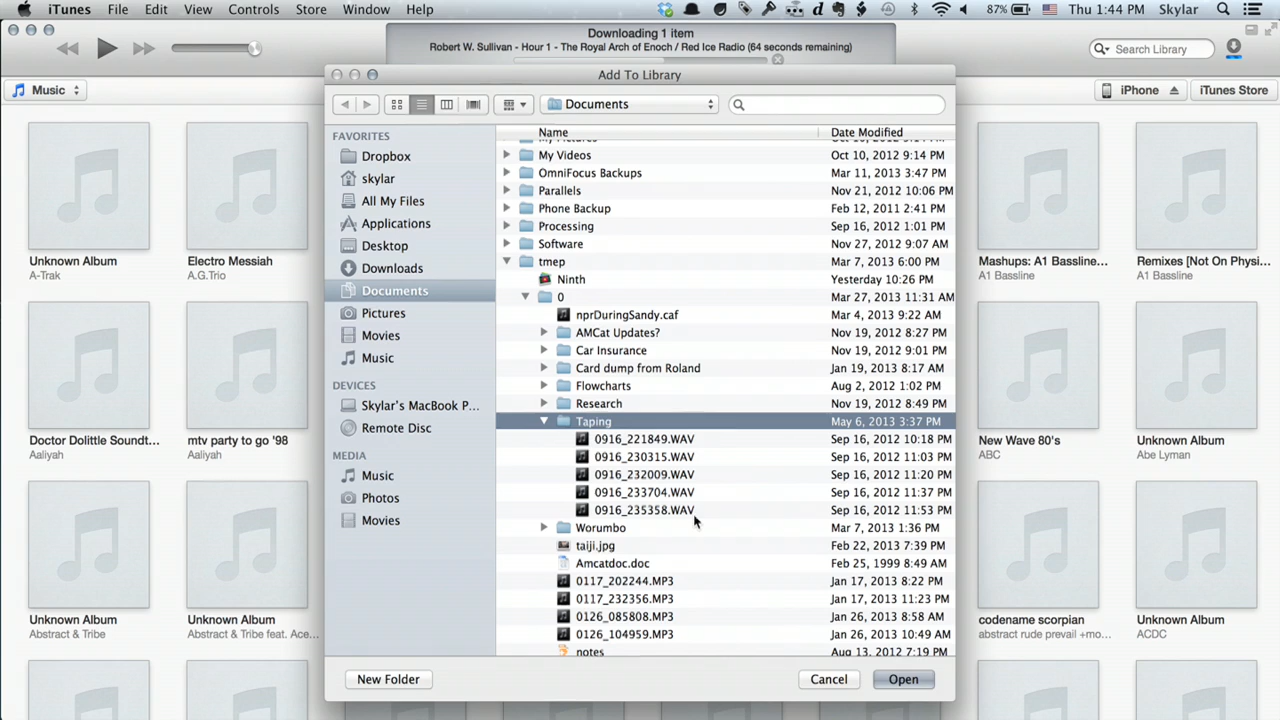 iTunes File Edit View Controls Store Window Help 87% Thu 1:44 PM Skylar
Downloading 1 item
Robert W. Sullivan - Hour 1 - The Royal Arch of Enoch / Red Ice Radio (64 seconds remaining)
Search Library
Music
iPhone
iTunes Store
Add To Library
Documents
FAVORITES
Dropbox
skylar
All My Files
Applications
Desktop
Downloads
Documents
Pictures
Movies
Music
DEVICES
Skylar's MacBook P...
Remote Disc
MEDIA
Music
Photos
Movies
Name Date Modified
My Pictures Oct 10, 2012 9:14 PM
My Videos Oct 10, 2012 9:14 PM
OmniFocus Backups Mar 11, 2013 3:47 PM
Parallels Nov 21, 2012 10:06 PM
Phone Backup Feb 12, 2011 2:41 PM
Processing Sep 16, 2012 1:01 PM
Software Nov 27, 2012 9:07 AM
tmep Mar 7, 2013 6:00 PM
Ninth Yesterday 10:26 PM
0 Mar 27, 2013 11:31 AM
nprDuringSandy.caf Mar 4, 2013 9:22 AM
AMCat Updates? Nov 19, 2012 8:27 PM
Car Insurance Nov 19, 2012 9:01 PM
Card dump from Roland Jan 19, 2013 8:17 AM
Flowcharts Aug 2, 2012 1:02 PM
Research Nov 19, 2012 8:49 PM
Taping May 6, 2013 3:37 PM
0916_221849.WAV Sep 16, 2012 10:18 PM
0916_230315.WAV Sep 16, 2012 11:03 PM
0916_232009.WAV Sep 16, 2012 11:20 PM
0916_233704.WAV Sep 16, 2012 11:37 PM
0916_235358.WAV Sep 16, 2012 11:53 PM
Worumbo Mar 7, 2013 1:36 PM
taiji.jpg Feb 22, 2013 7:39 PM
Amcatdoc.doc Feb 25, 1999 8:49 AM
0117_202244.MP3 Jan 17, 2013 8:22 PM
0117_232356.MP3 Jan 17, 2013 11:23 PM
0126_085808.MP3 Jan 26, 2013 8:58 AM
0126_104959.MP3 Jan 26, 2013 10:49 AM
notes Aug 13, 2012 7:19 PM
New Folder
Cancel
Open
Unknown Album
A-Trak
Electro Messiah
A.G.Trio
Mashups: A1 Bassline...
A1 Bassline
Remixes [Not On Physi...
A1 Bassline
Doctor Dolittle Soundt...
Aaliyah
mtv party to go '98
Aaliyah
New Wave 80's
ABC
Unknown Album
Abe Lyman
Unknown Album
Abstract & Tribe
Unknown Album
Abstract & Tribe feat. Ace...
codename scorpian
abstract rude prevail +mo...
Unknown Album
ACDC